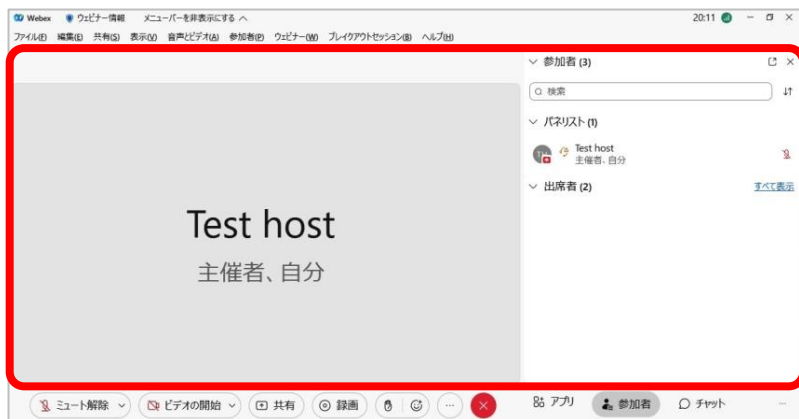 Webex ウェビナー情報 メニューバーを非表示にする 20:11
ファイル(F) 編集(E) 共有(S) 表示(V) 音声とビデオ(A) 参加者(P) ウェビナー(W) ブレイクアウトセッション(B) ヘルプ(H)
参加者 (3)
検索
パネリスト (1)
Test host
主催者、自分
出席者 (2) すべて表示
Test host
主催者、自分
ミュート解除 ビデオの開始 共有 録画 アプリ 参加者 チャット